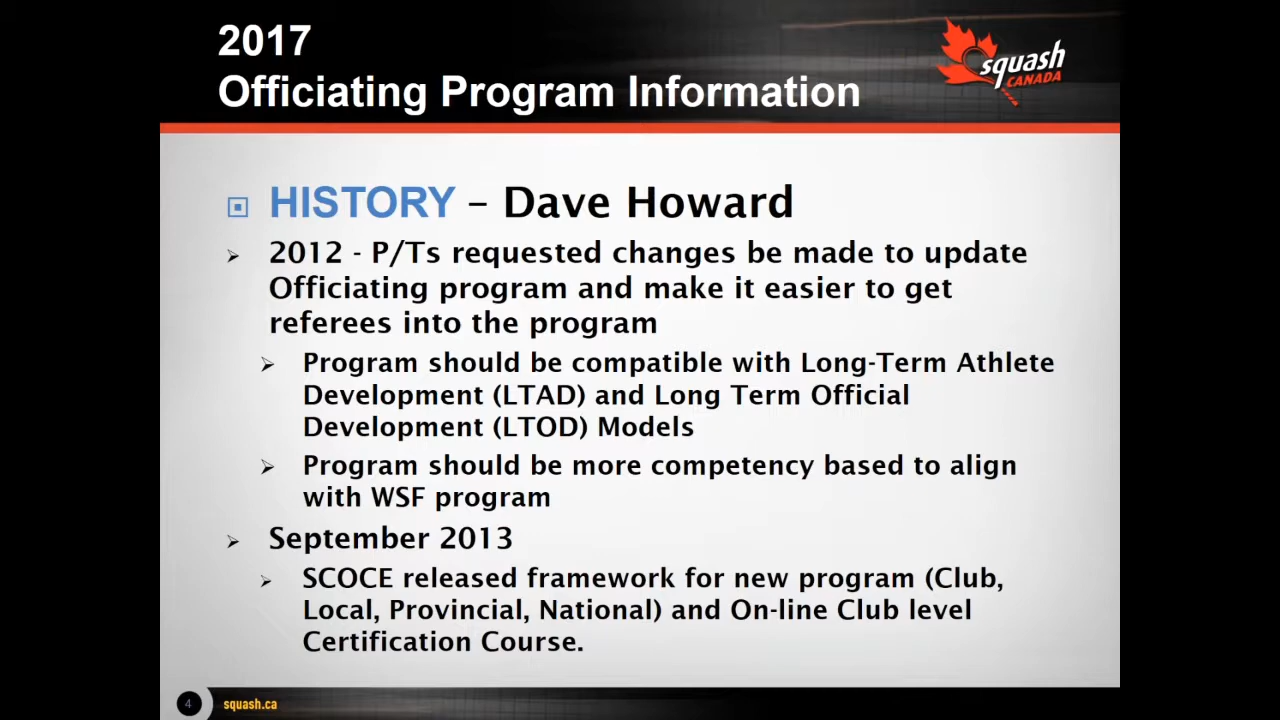 2017
Officiating Program Information
squash
CANADA
HISTORY – Dave Howard
2012 - P/Ts requested changes be made to update
Officiating program and make it easier to get
referees into the program
Program should be compatible with Long-Term Athlete
Development (LTAD) and Long Term Official
Development (LTOD) Models
Program should be more competency based to align
with WSF program
September 2013
SCOCE released framework for new program (Club,
Local, Provincial, National) and On-line Club level
Certification Course.
4
squash.ca